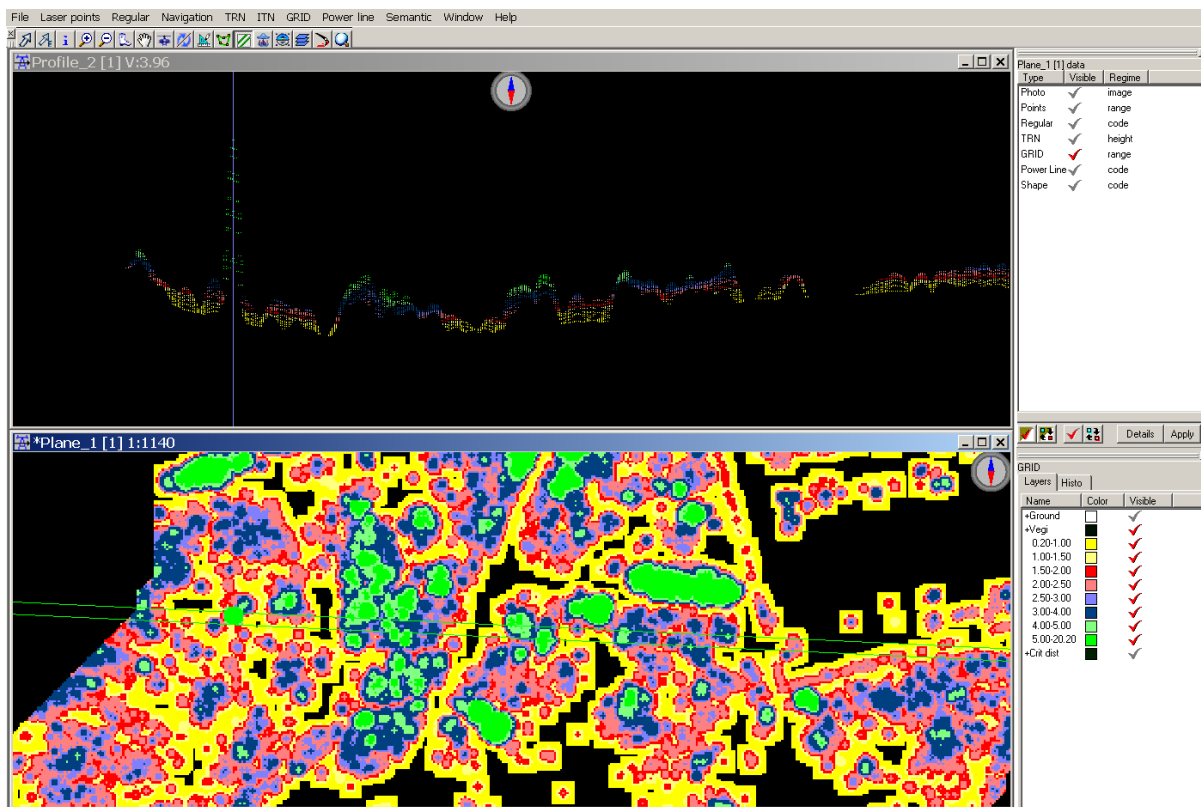 File Laser points Regular Navigation TRN ITN GRID Power line Semantic Window Help
Profile_2 [1] V:3.96
Plane_1 [1] data
Type Visible Regime
Photo image
Points range
Regular code
TRN height
GRID range
Power Line code
Shape code
*Plane_1 [1] 1:1140
Details Apply
GRID
Layers Histo
Name Color Visible
+Ground
+Vegi
0.20-1.00
1.00-1.50
1.50-2.00
2.00-2.50
2.50-3.00
3.00-4.00
4.00-5.00
5.00-20.20
+Crit dist